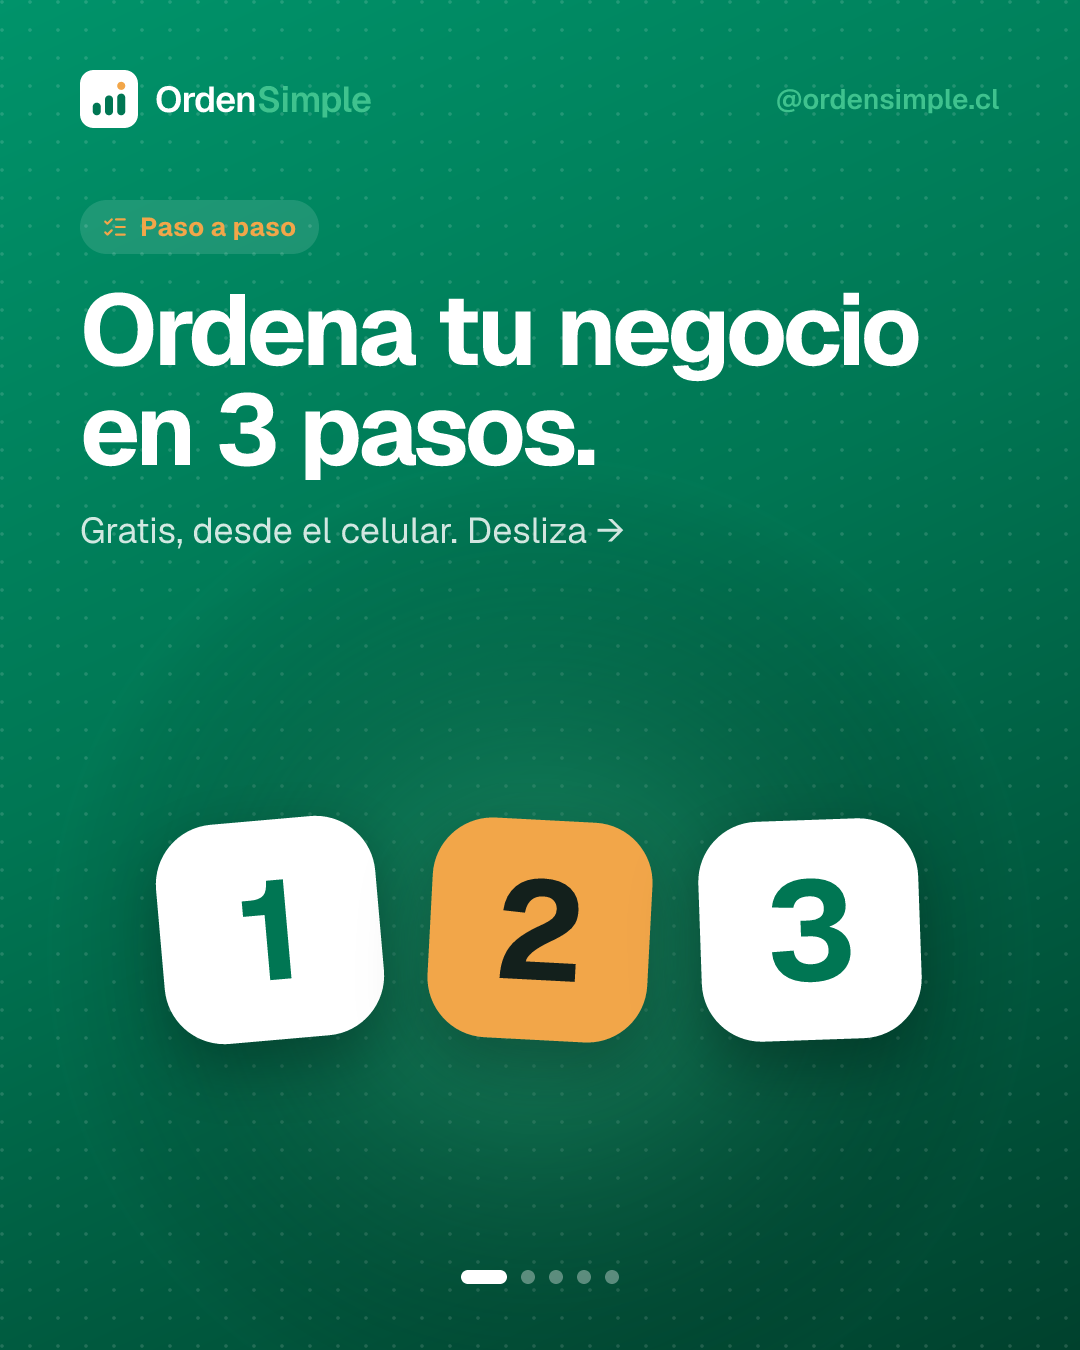 OrdenSimple
@ordensimple.cl
Paso a paso
Ordena tu negocio
en 3 pasos.
Gratis, desde el celular. Desliza →
1
2
3